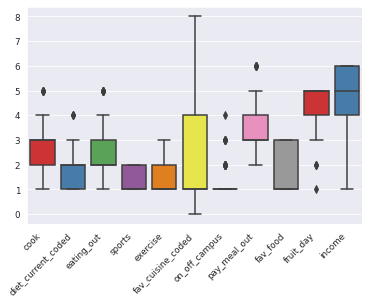 8
7
6
5
4
3
2
1
0
cook
diet_current_coded
eating_out
sports
exercise
fav_cuisine_coded
on_off_campus
pay_meal_out
fav_food
fruit_day
income